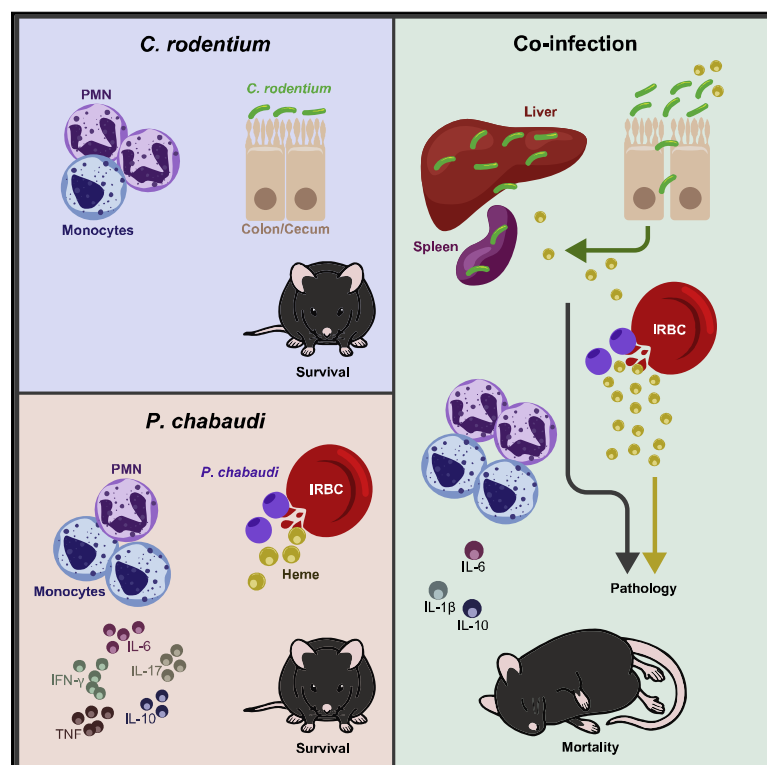 C. rodentium
PMN
C. rodentium
Monocytes
Colon/Cecum
Survival
P. chabaudi
PMN
P. chabaudi
IRBC
Monocytes
Heme
IL-6
IFN-γ
IL-17
TNF
IL-10
Survival
Co-infection
Liver
Spleen
IRBC
IL-6
IL-1β
IL-10
Pathology
Mortality